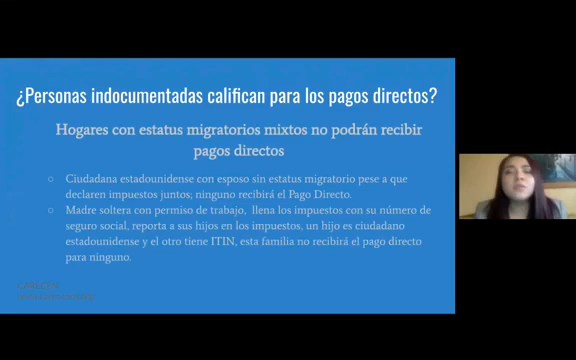 ¿Personas indocumentadas califican para los pagos directos?
Hogares con estatus migratorios mixtos no podrán recibir
pagos directos
○ Ciudadana estadounidense con esposo sin estatus migratorio pese a que
declaren impuestos juntos; ninguno recibirá el Pago Directo.
○ Madre soltera con permiso de trabajo, llena los impuestos con su número de
seguro social, reporta a sus hijos en los impuestos, un hijo es ciudadano
estadounidense y el otro tiene ITIN, esta familia no recibirá el pago directo
para ninguno.
CARECEN